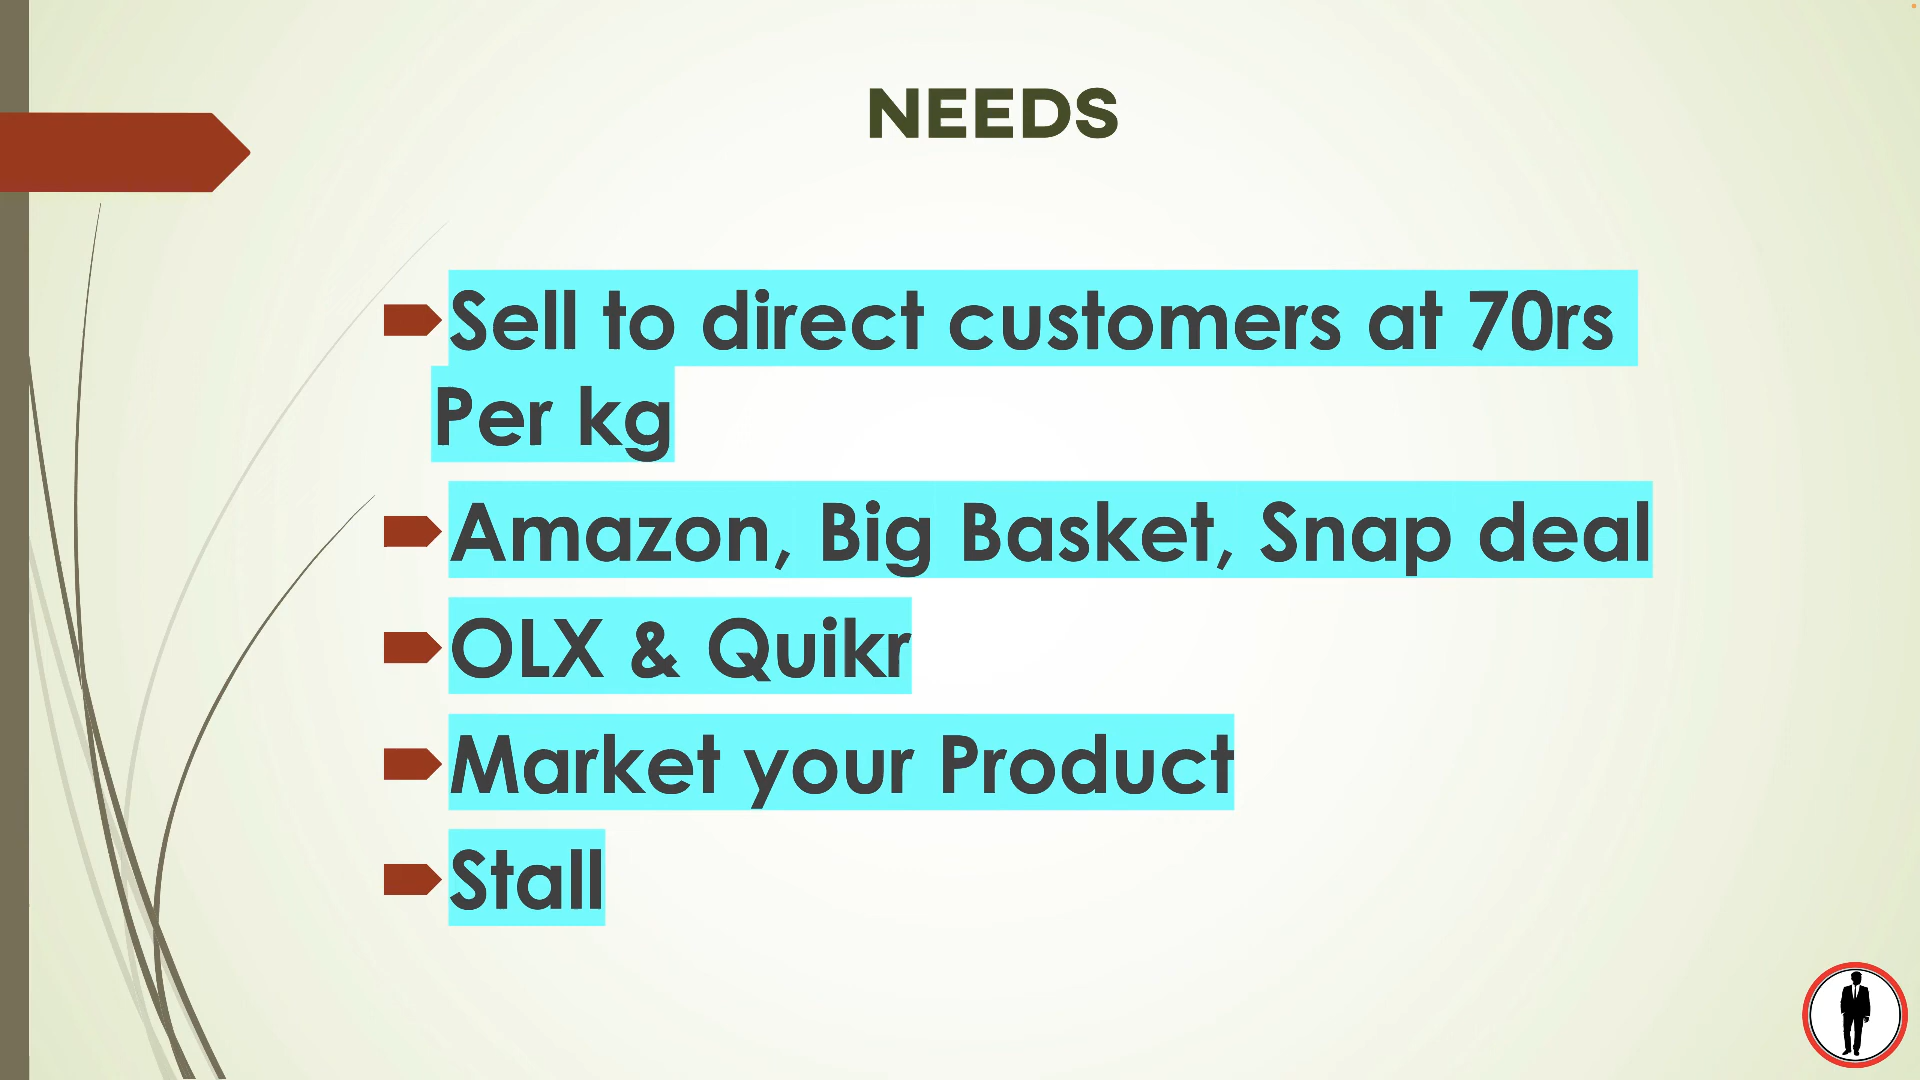 NEEDS
Sell to direct customers at 70rs
Per kg
Amazon, Big Basket, Snap deal
OLX & Quikr
Market your Product
Stall